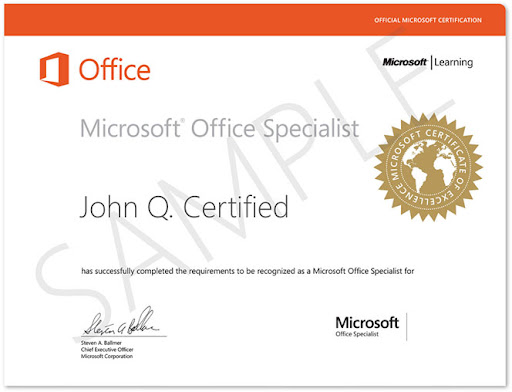 OFFICIAL MICROSOFT CERTIFICATION
Office
Microsoft | Learning
Microsoft® Office Specialist
MICROSOFT CERTIFICATE OF EXCELLENCE
John Q. Certified
SAMPLE
has successfully completed the requirements to be recognized as a Microsoft Office Specialist for
Steven A Ballmer
Steven A. Ballmer
Chief Executive Officer
Microsoft Corporation
Microsoft
Office Specialist